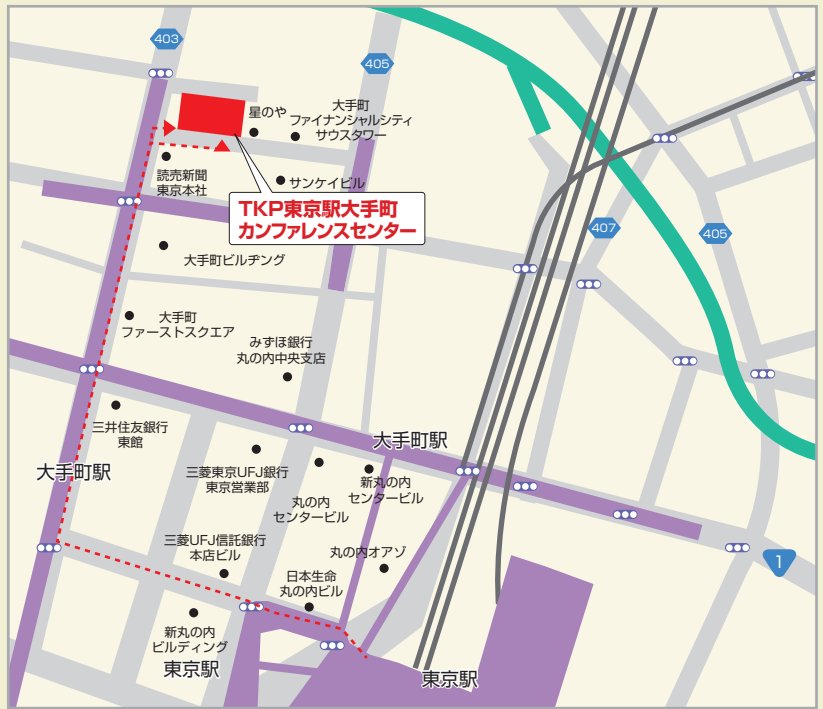 403
405
星のや
大手町
ファイナンシャルシティ
サウスタワー
読売新聞
東京本社
サンケイビル
TKP東京駅大手町
カンファレンスセンター
407
405
大手町ビルヂング
大手町
ファーストスクエア
みずほ銀行
丸の内中央支店
三井住友銀行
東館
大手町駅
大手町駅
三菱東京UFJ銀行
東京営業部
丸の内
センタービル
新丸の内
センタービル
三菱UFJ信託銀行
本店ビル
丸の内オアゾ
日本生命
丸の内ビル
1
新丸の内
ビルディング
東京駅
東京駅